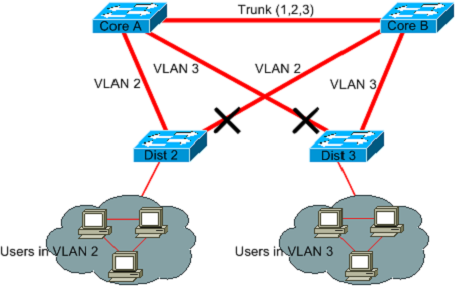 Trunk (1,2,3)
Core A
Core B
VLAN 3
VLAN 2
VLAN 2
VLAN 3
Dist 2
Dist 3
Users in VLAN 2
Users in VLAN 3